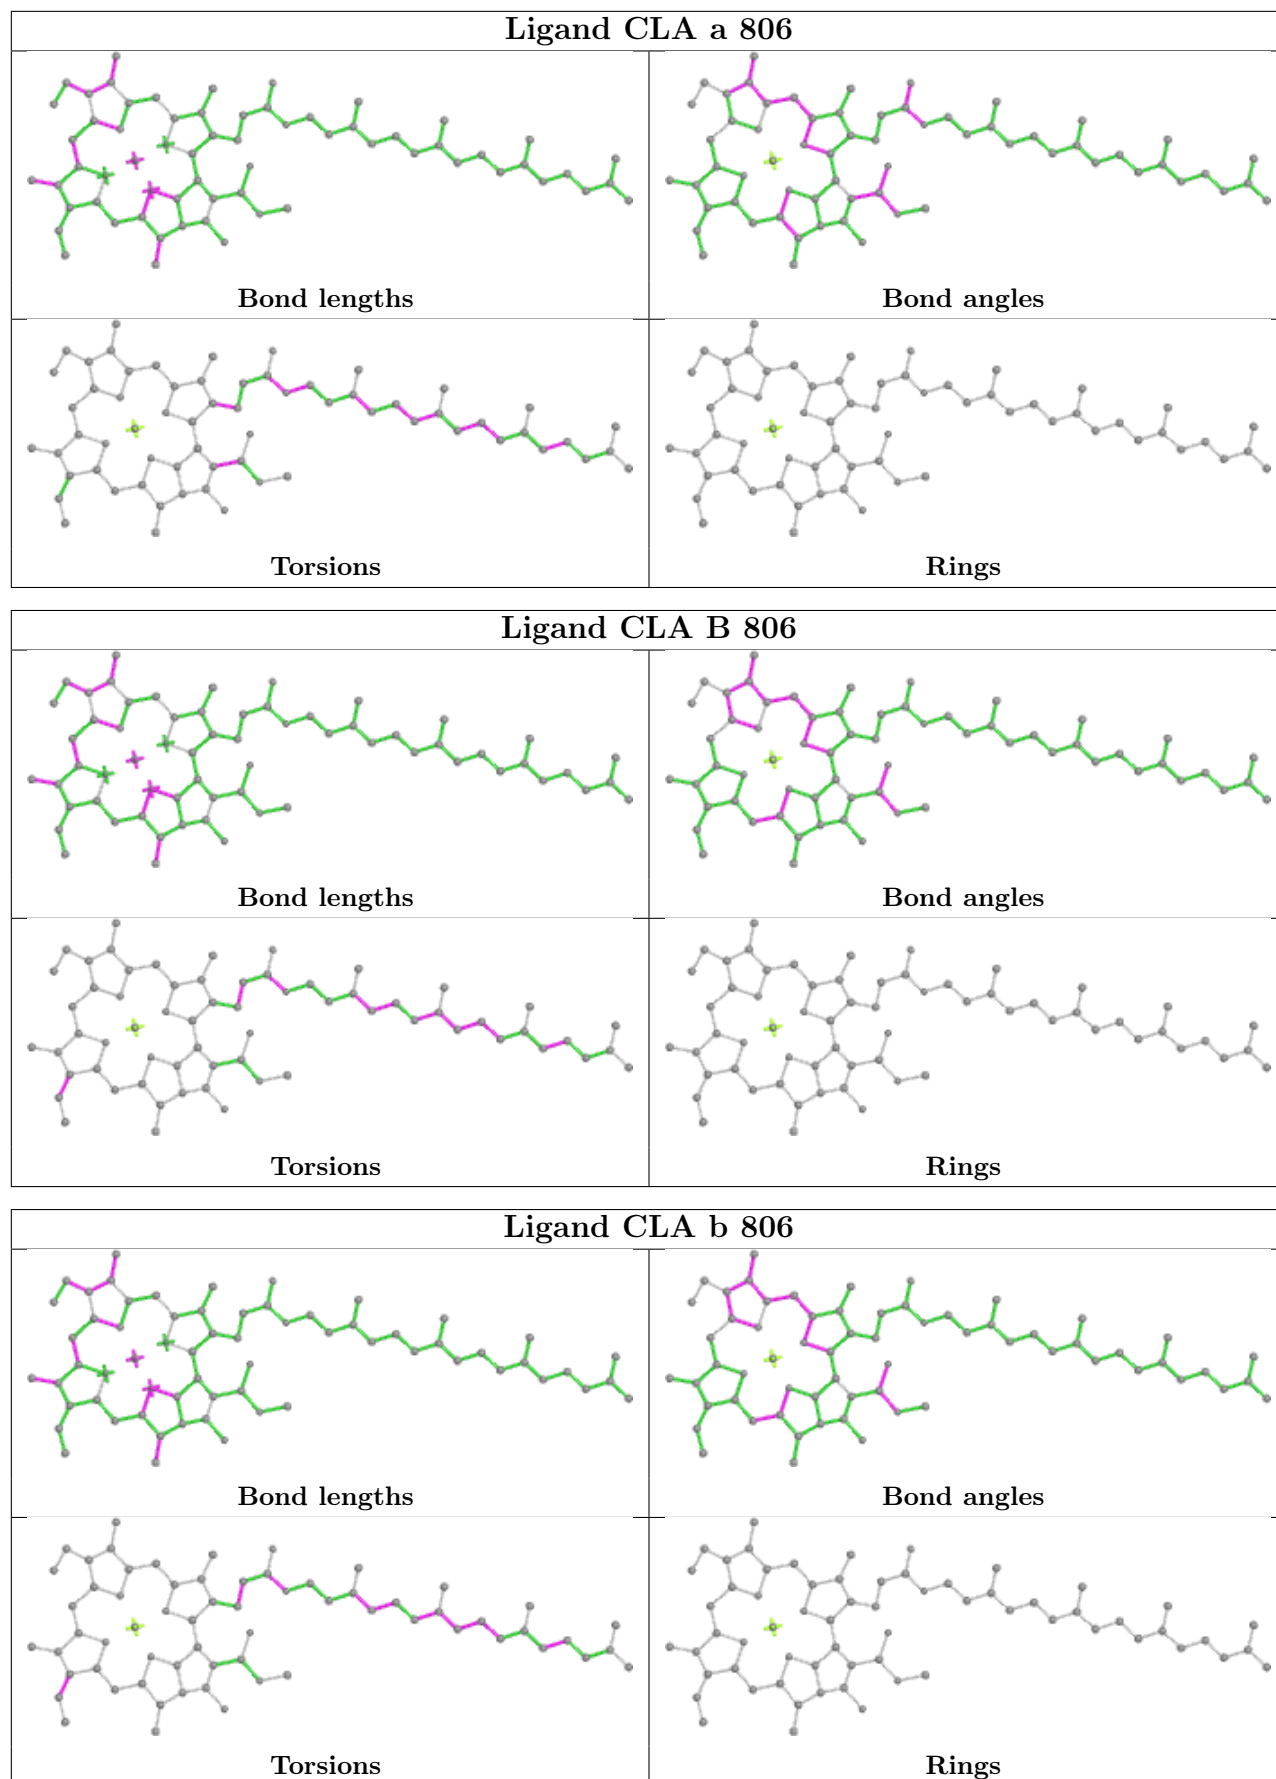 Ligand CLA a 806
Bond lengths
Bond angles
Torsions
Rings
Ligand CLA B 806
Bond lengths
Bond angles
Torsions
Rings
Ligand CLA b 806
Bond lengths
Bond angles
Torsions
Rings